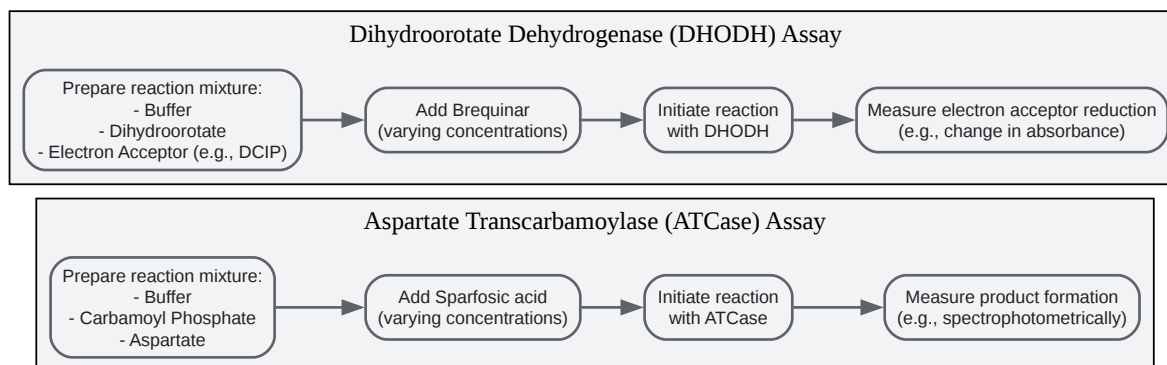 Dihydroorotate Dehydrogenase (DHODH) Assay
Prepare reaction mixture:
- Buffer
- Dihydroorotate
- Electron Acceptor (e.g., DCIP)
Add Brequinar
(varying concentrations)
Initiate reaction
with DHODH
Measure electron acceptor reduction
(e.g., change in absorbance)
Aspartate Transcarbamoylase (ATCase) Assay
Prepare reaction mixture:
- Buffer
- Carbamoyl Phosphate
- Aspartate
Add Sparfosic acid
(varying concentrations)
Initiate reaction
with ATCase
Measure product formation
(e.g., spectrophotometrically)